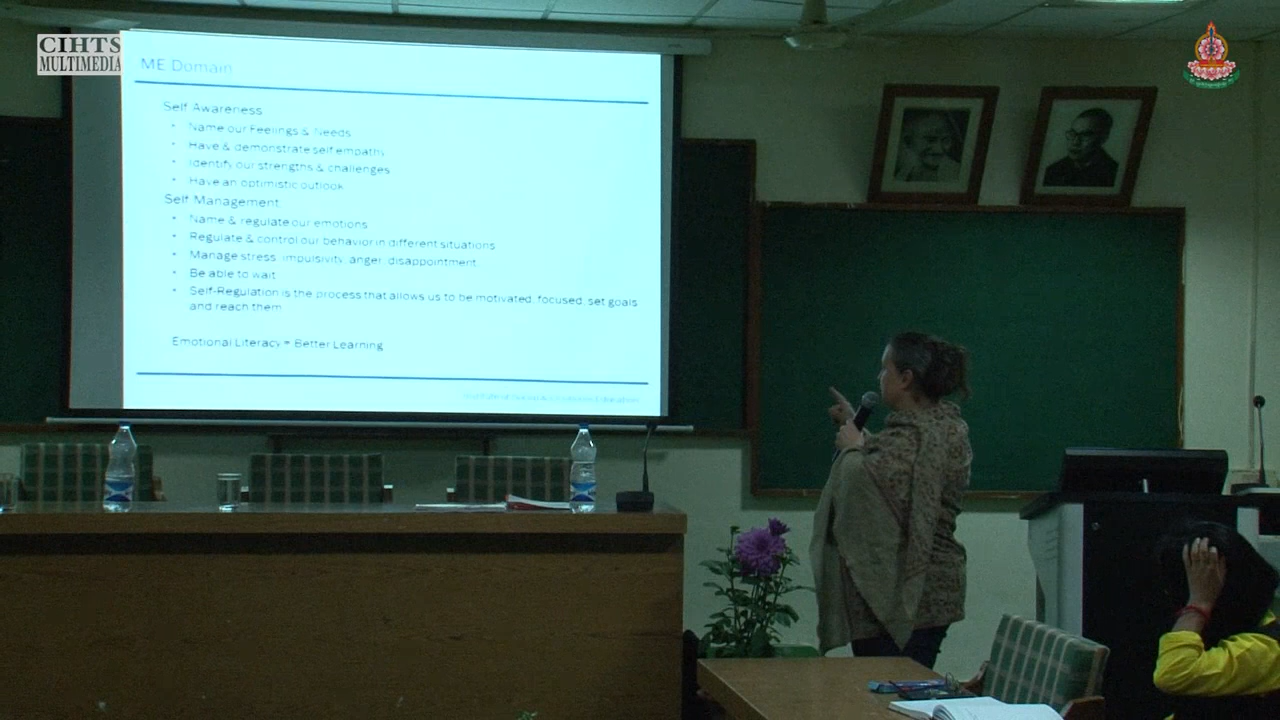 CIHTS
MULTIMEDIA
ME Domain
Self Awareness
Name our Feelings & Needs
Have & demonstrate self empathy
Identify our strengths & challenges
Have an optimistic outlook
Self Management
Name & regulate our emotions
Regulate & control our behavior in different situations
Manage stress, impulsivity, anger, disappointment
Be able to wait
Self-Regulation is the process that allows us to be motivated, focused, set goals
and reach them
Emotional Literacy = Better Learning